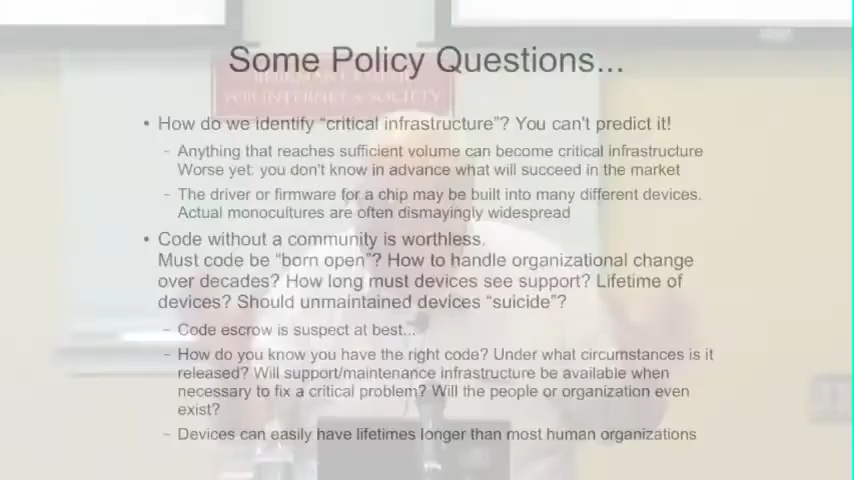 Some Policy Questions...
FOR INTERNET & SOCIETY
• How do we identify “critical infrastructure”? You can't predict it!
– Anything that reaches sufficient volume can become critical infrastructure
Worse yet: you don't know in advance what will succeed in the market
– The driver or firmware for a chip may be built into many different devices.
Actual monocultures are often dismayingly widespread
• Code without a community is worthless.
Must code be “born open”? How to handle organizational change
over decades? How long must devices see support? Lifetime of
devices? Should unmaintained devices “suicide”?
– Code escrow is suspect at best...
– How do you know you have the right code? Under what circumstances is it
released? Will support/maintenance infrastructure be available when
necessary to fix a critical problem? Will the people or organization even
exist?
– Devices can easily have lifetimes longer than most human organizations